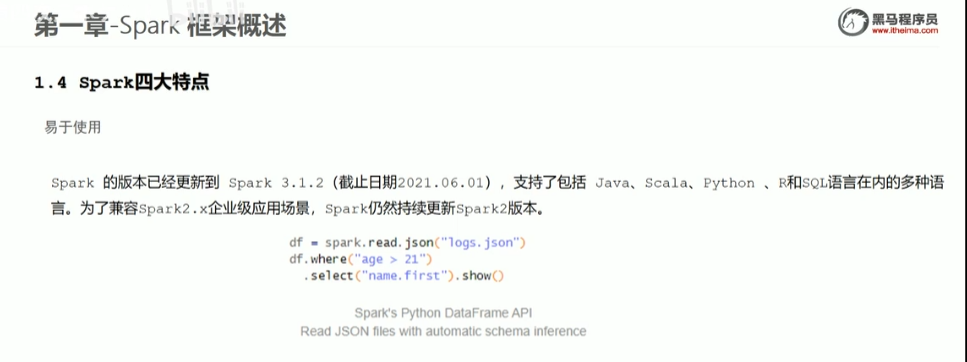 第一章-Spark 框架概述
黑马程序员
www.itheima.com
1.4 Spark四大特点
易于使用
Spark 的版本已经更新到 Spark 3.1.2（截止日期2021.06.01），支持了包括 Java、Scala、Python 、R和SQL语言在内的多种语
言。为了兼容Spark2.x企业级应用场景，Spark仍然持续更新Spark2版本。
df = spark.read.json("logs.json")
df.where("age > 21")
.select("name.first").show()
Spark's Python DataFrame API
Read JSON files with automatic schema inference